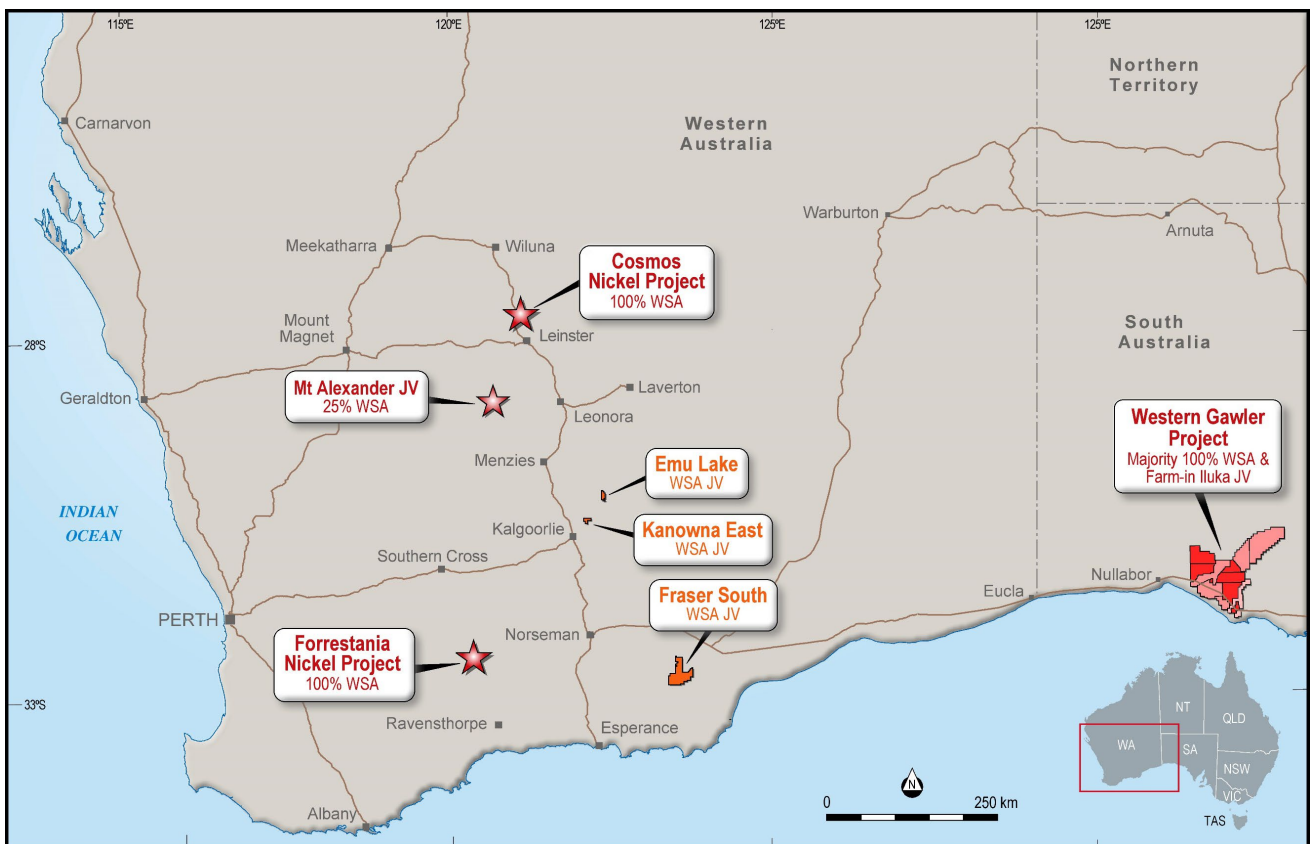 115ºE
120ºE
125ºE
125ºE
Northern
Territory
Carnarvon
Western
Australia
Warburton
Arnuta
Meekatharra
Wiluna
Cosmos
Nickel Project
100% WSA
Mount
Magnet
Leinster
South
Australia
28ºS
Mt Alexander JV
25% WSA
Laverton
Geraldton
Leonora
Western Gawler
Project
Majority 100% WSA &
Farm-in Iluka JV
Menzies
Emu Lake
WSA JV
INDIAN
OCEAN
Kalgoorlie
Kanowna East
WSA JV
Southern Cross
Nullabor
Eucla
Fraser South
WSA JV
PERTH
Norseman
Forrestania
Nickel Project
100% WSA
33ºS
Ravensthorpe
Esperance
NT
QLD
WA
SA
NSW
VIC
TAS
N
0
250 km
Albany